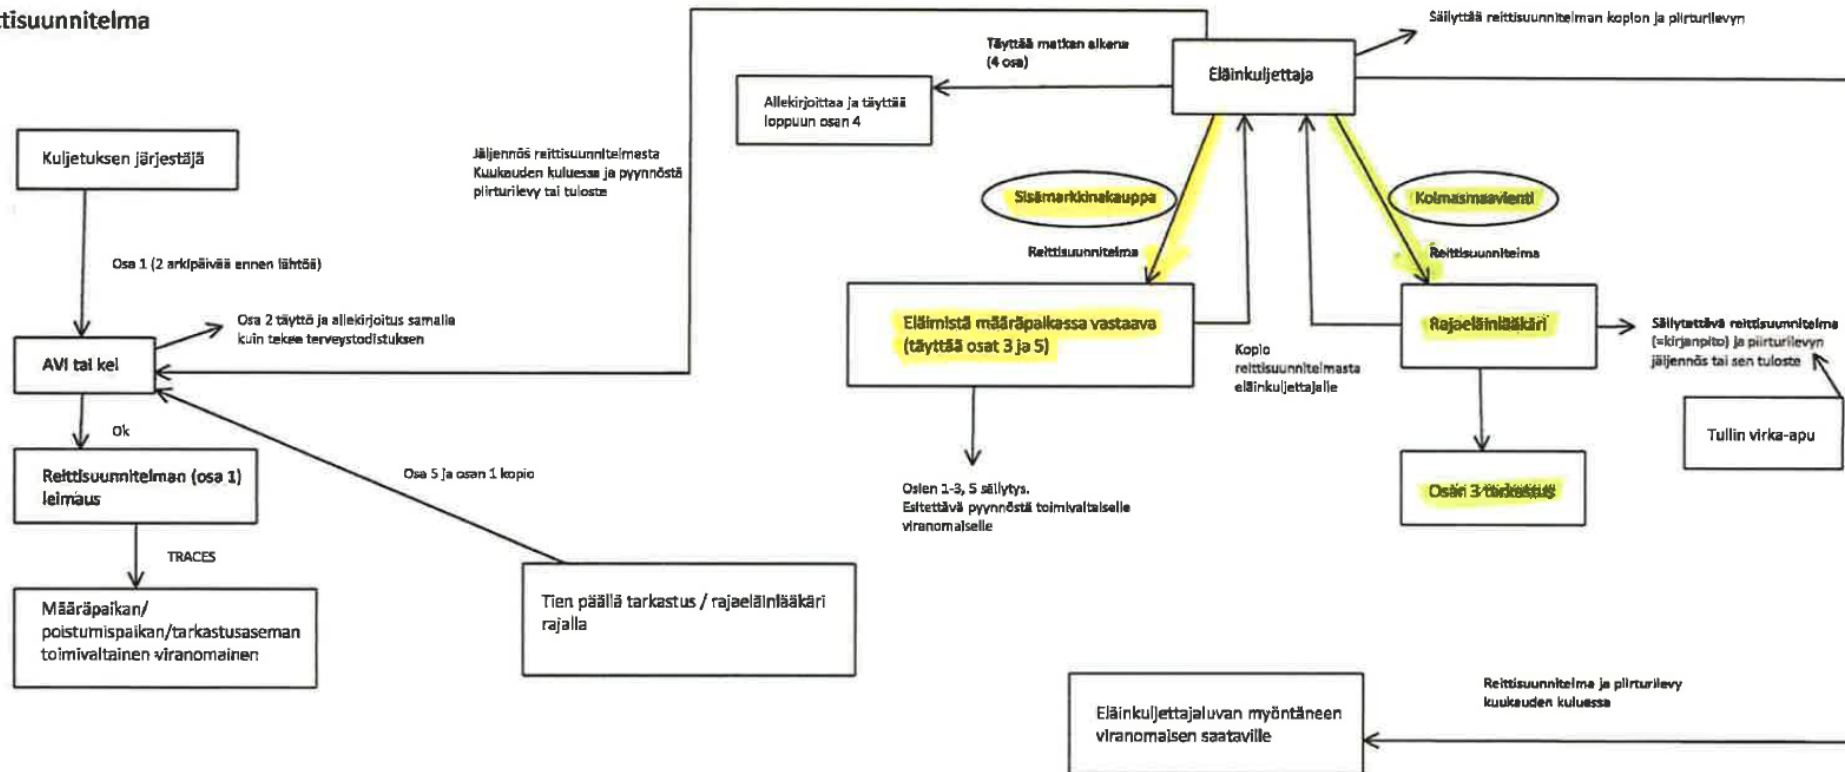 ttisuunnitelma
Säilyttää reittisuunnitelman kopion ja piirturilevyn
Täyttää matkan aikana
(4 osa)
Eläinkuljettaja
Allekirjoittaa ja täyttää
loppuun osan 4
Kuljetuksen järjestäjä
Jäljennös reittisuunnitelmasta
Kuukauden kuluessa ja pyynnöstä
piirturilevy tai tuloste
Sisämarkkinakauppa
Kolmasmaavienti
Reittisuunnitelma
Reittisuunnitelma
Osa 1 (2 arkipäivää ennen lähtöä)
Osa 2 täyttö ja allekirjoitus samalla
kuin tekee terveystodistuksen
AVI tai kel
Eläimistä määräpaikassa vastaava
(täyttää osat 3 ja 5)
Rajaeläinlääkäri
Säilytettävä reittisuunnitelma
(=kirjanpito) ja piirturilevyn
jäljennös tai sen tuloste
Kopio
reittisuunnitelmasta
eläinkuljettajalle
Tullin virka-apu
Ok
Reittisuunnitelman (osa 1)
leimaus
Osa 5 ja osan 1 kopio
Osien 1-3, 5 säilytys.
Esitettävä pyynnöstä toimivaltaiselle
viranomaiselle
Osan 3 tarkastus
TRACES
Määräpaikan/
poistumispaikan/tarkastusaseman
toimivaltainen viranomainen
Tien päällä tarkastus / rajaeläinlääkäri
rajalla
Eläinkuljettajaluvan myöntäneen
viranomaisen saataville
Reittisuunnitelma ja piirturilevy
kuukauden kuluessa